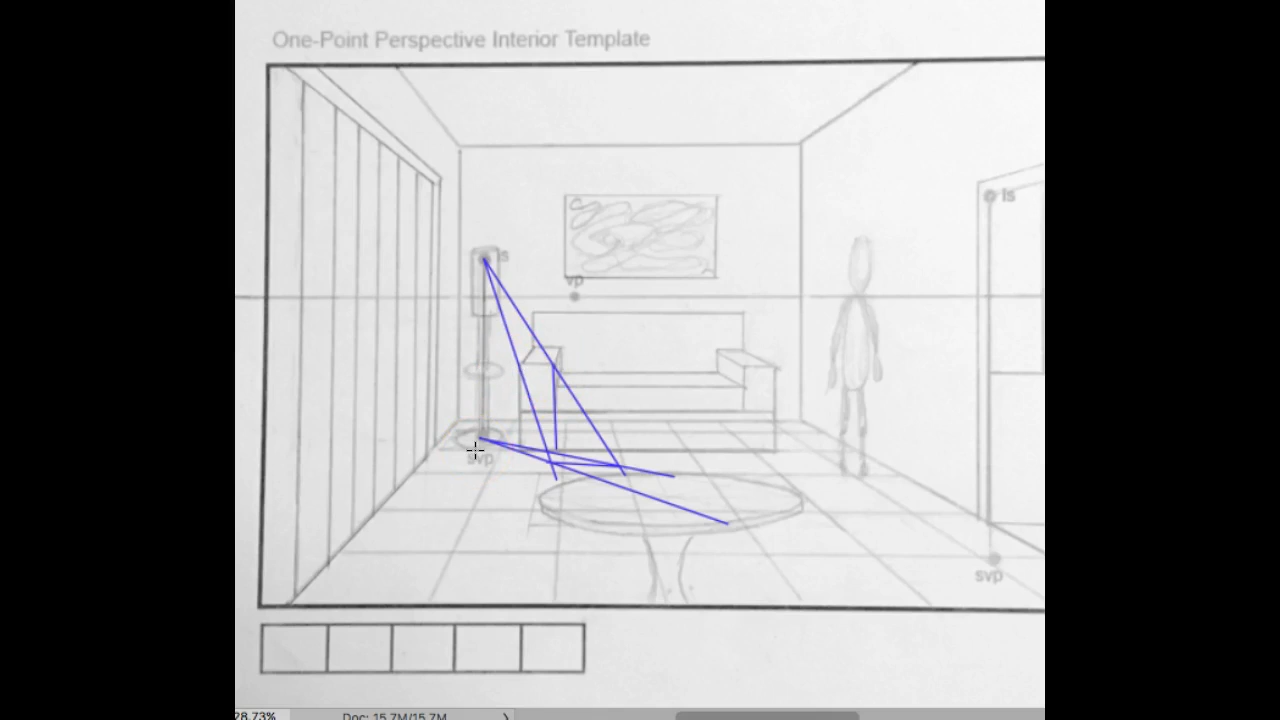 One-Point Perspective Interior Template
ls
ls
vp
svp
svp
28.73%
Doc: 15.7M/15.7M